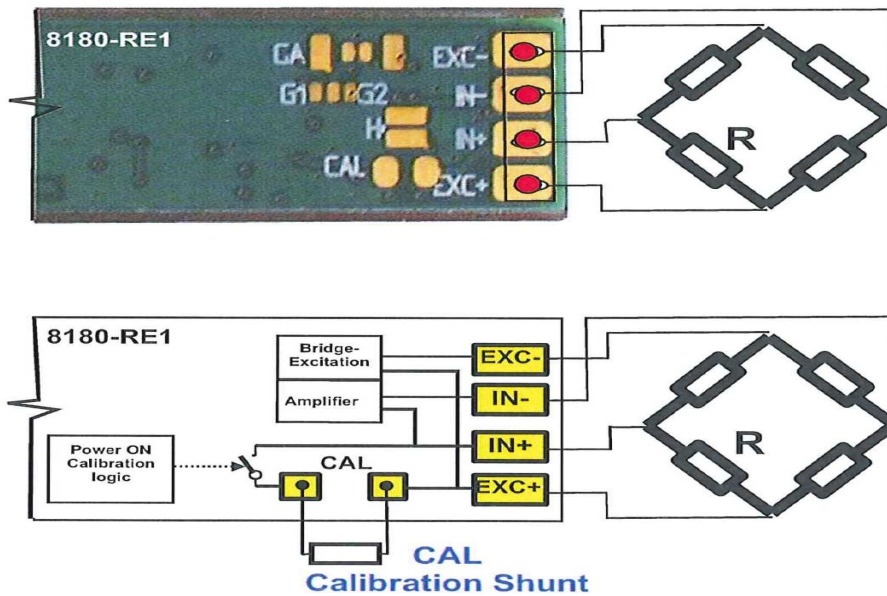 8180-RE1
GA
EXC-
G1 G2
IN-
H
IN+
CAL
EXC+
R
8180-RE1
Bridge-
Excitation
EXC-
Amplifier
IN-
Power ON
Calibration
logic
CAL
IN+
EXC+
R
CAL
Calibration Shunt